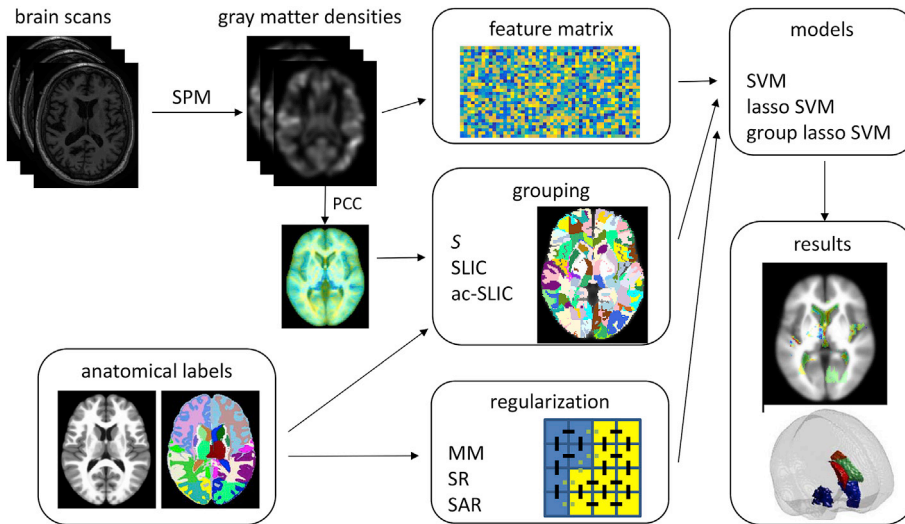 brain scans
gray matter densities
SPM
PCC
feature matrix
models
SVM
lasso SVM
group lasso SVM
grouping
S
SLIC
ac-SLIC
anatomical labels
regularization
MM
SR
SAR
results